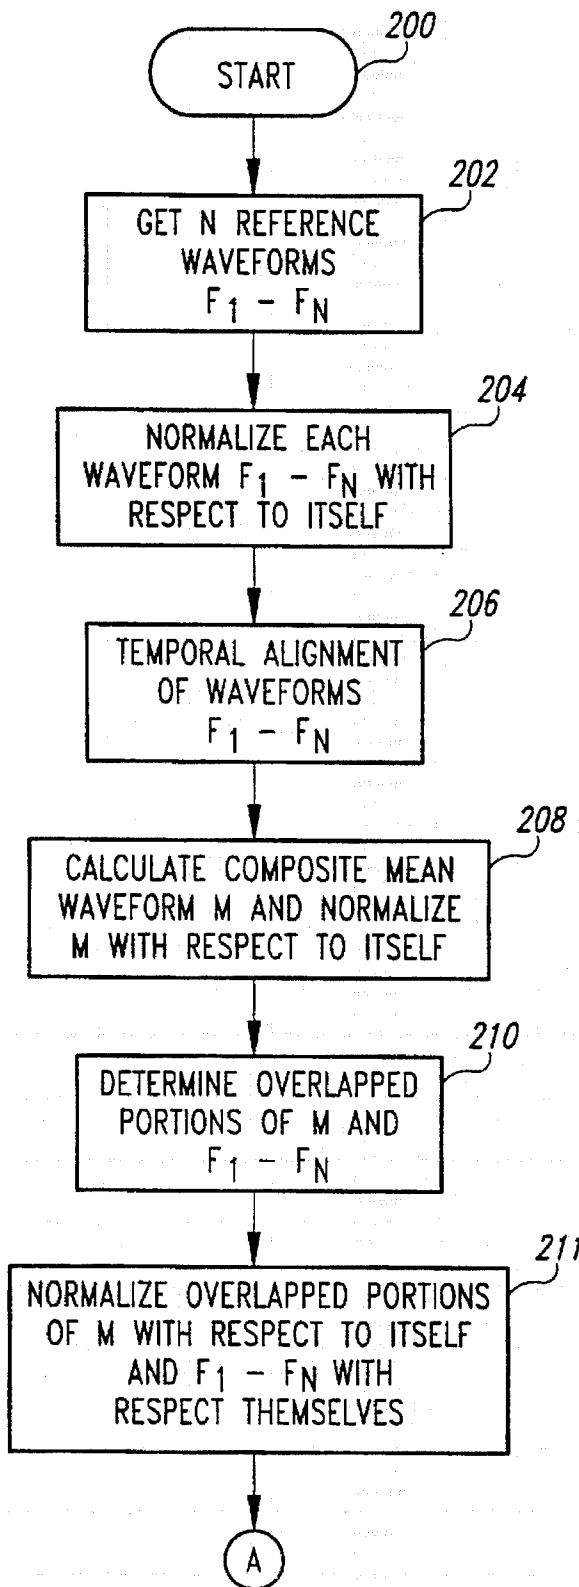 200
START
202
GET N REFERENCE
WAVEFORMS
F1 - FN
204
NORMALIZE EACH
WAVEFORM F1 - FN WITH
RESPECT TO ITSELF
206
TEMPORAL ALIGNMENT
OF WAVEFORMS
F1 - FN
208
CALCULATE COMPOSITE MEAN
WAVEFORM M AND NORMALIZE
M WITH RESPECT TO ITSELF
210
DETERMINE OVERLAPPED
PORTIONS OF M AND
F1 - FN
211
NORMALIZE OVERLAPPED PORTIONS
OF M WITH RESPECT TO ITSELF
AND F1 - FN WITH
RESPECT THEMSELVES
A